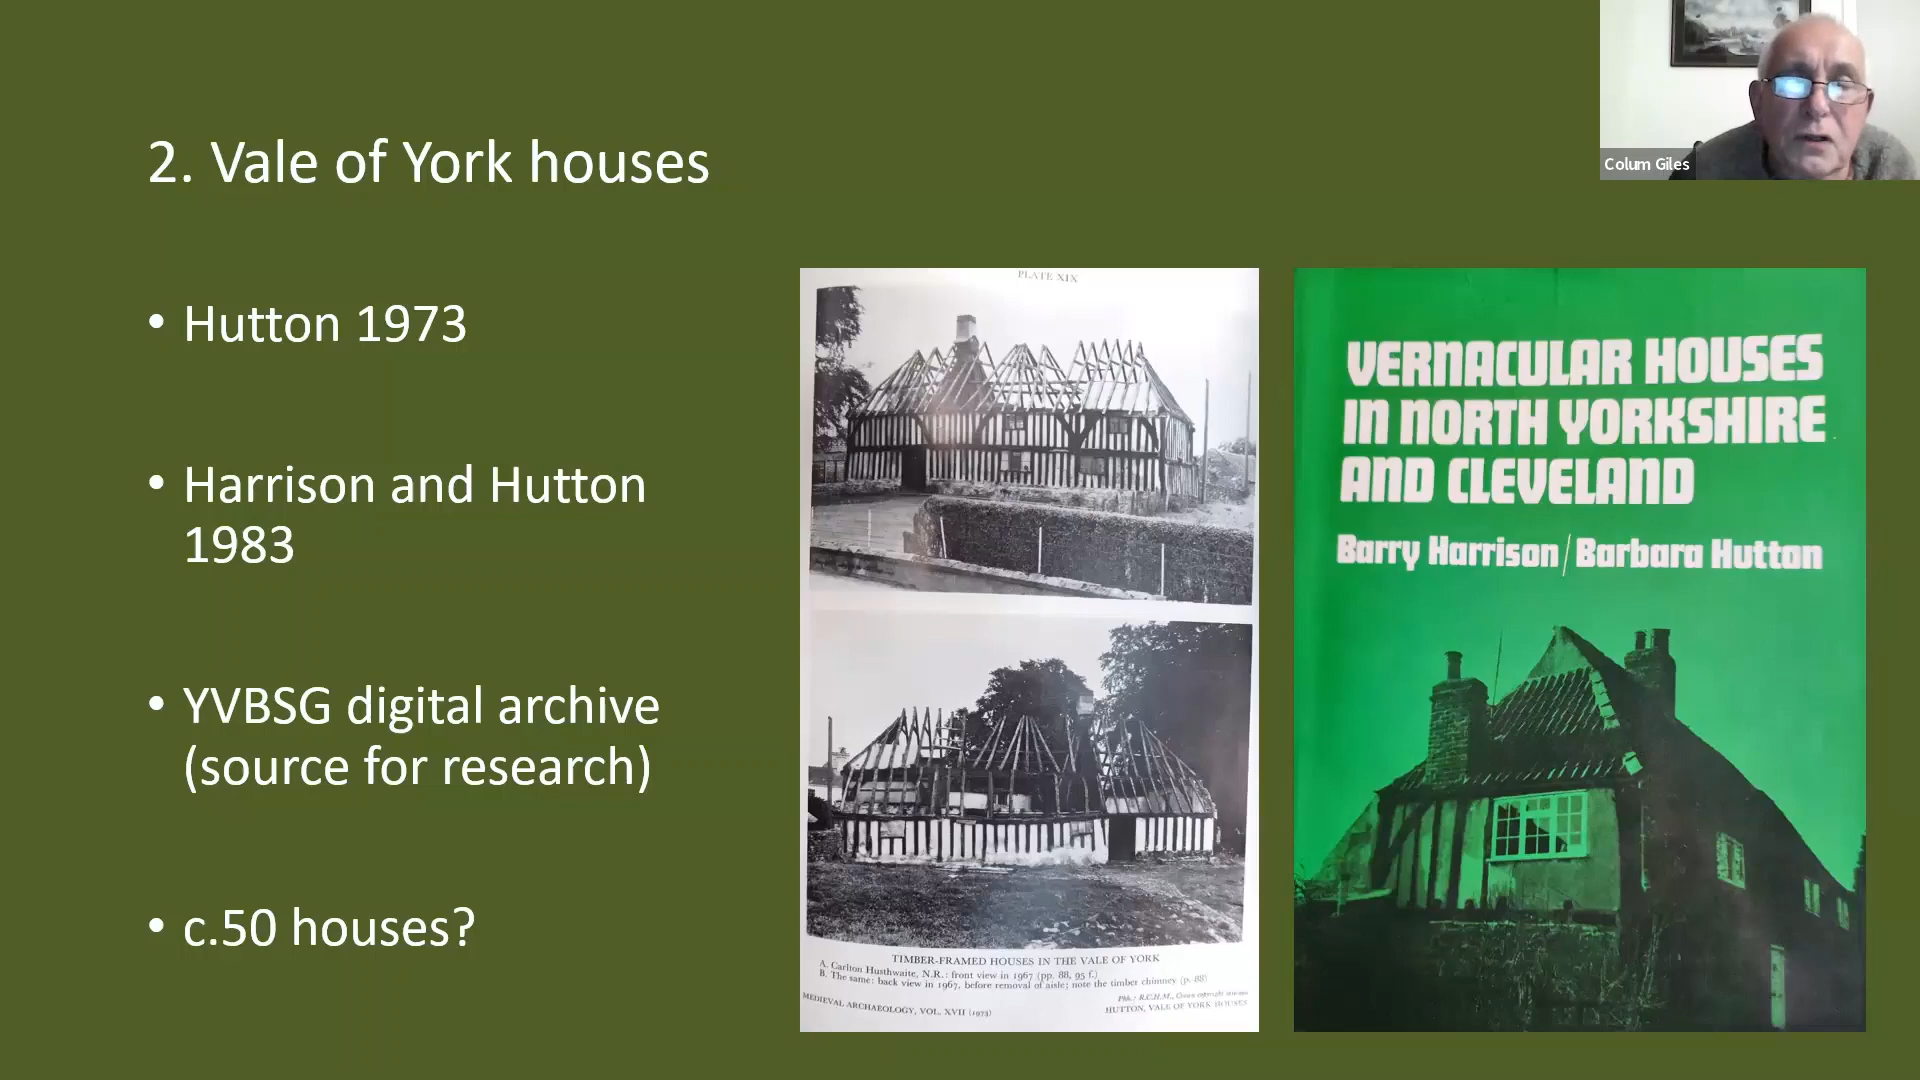 2. Vale of York houses
• Hutton 1973
• Harrison and Hutton
1983
• YVBSG digital archive
(source for research)
• c.50 houses?
PLATE XIX
TIMBER-FRAMED HOUSES IN THE VALE OF YORK
A. Carlton Husthwaite, N.R.: front view in 1967 (pp. 88, 95 f.)
B. The same: back view in 1967, before removal of aisle; note the timber chimney (p. 88)
Phh.: R.C.H.M., Crown copyright
MEDIEVAL ARCHAEOLOGY, VOL. XVII (1973)
HUTTON, VALE OF YORK HOUSES
VERNACULAR HOUSES
IN NORTH YORKSHIRE
AND CLEVELAND
Barry Harrison/Barbara Hutton
Colum Giles